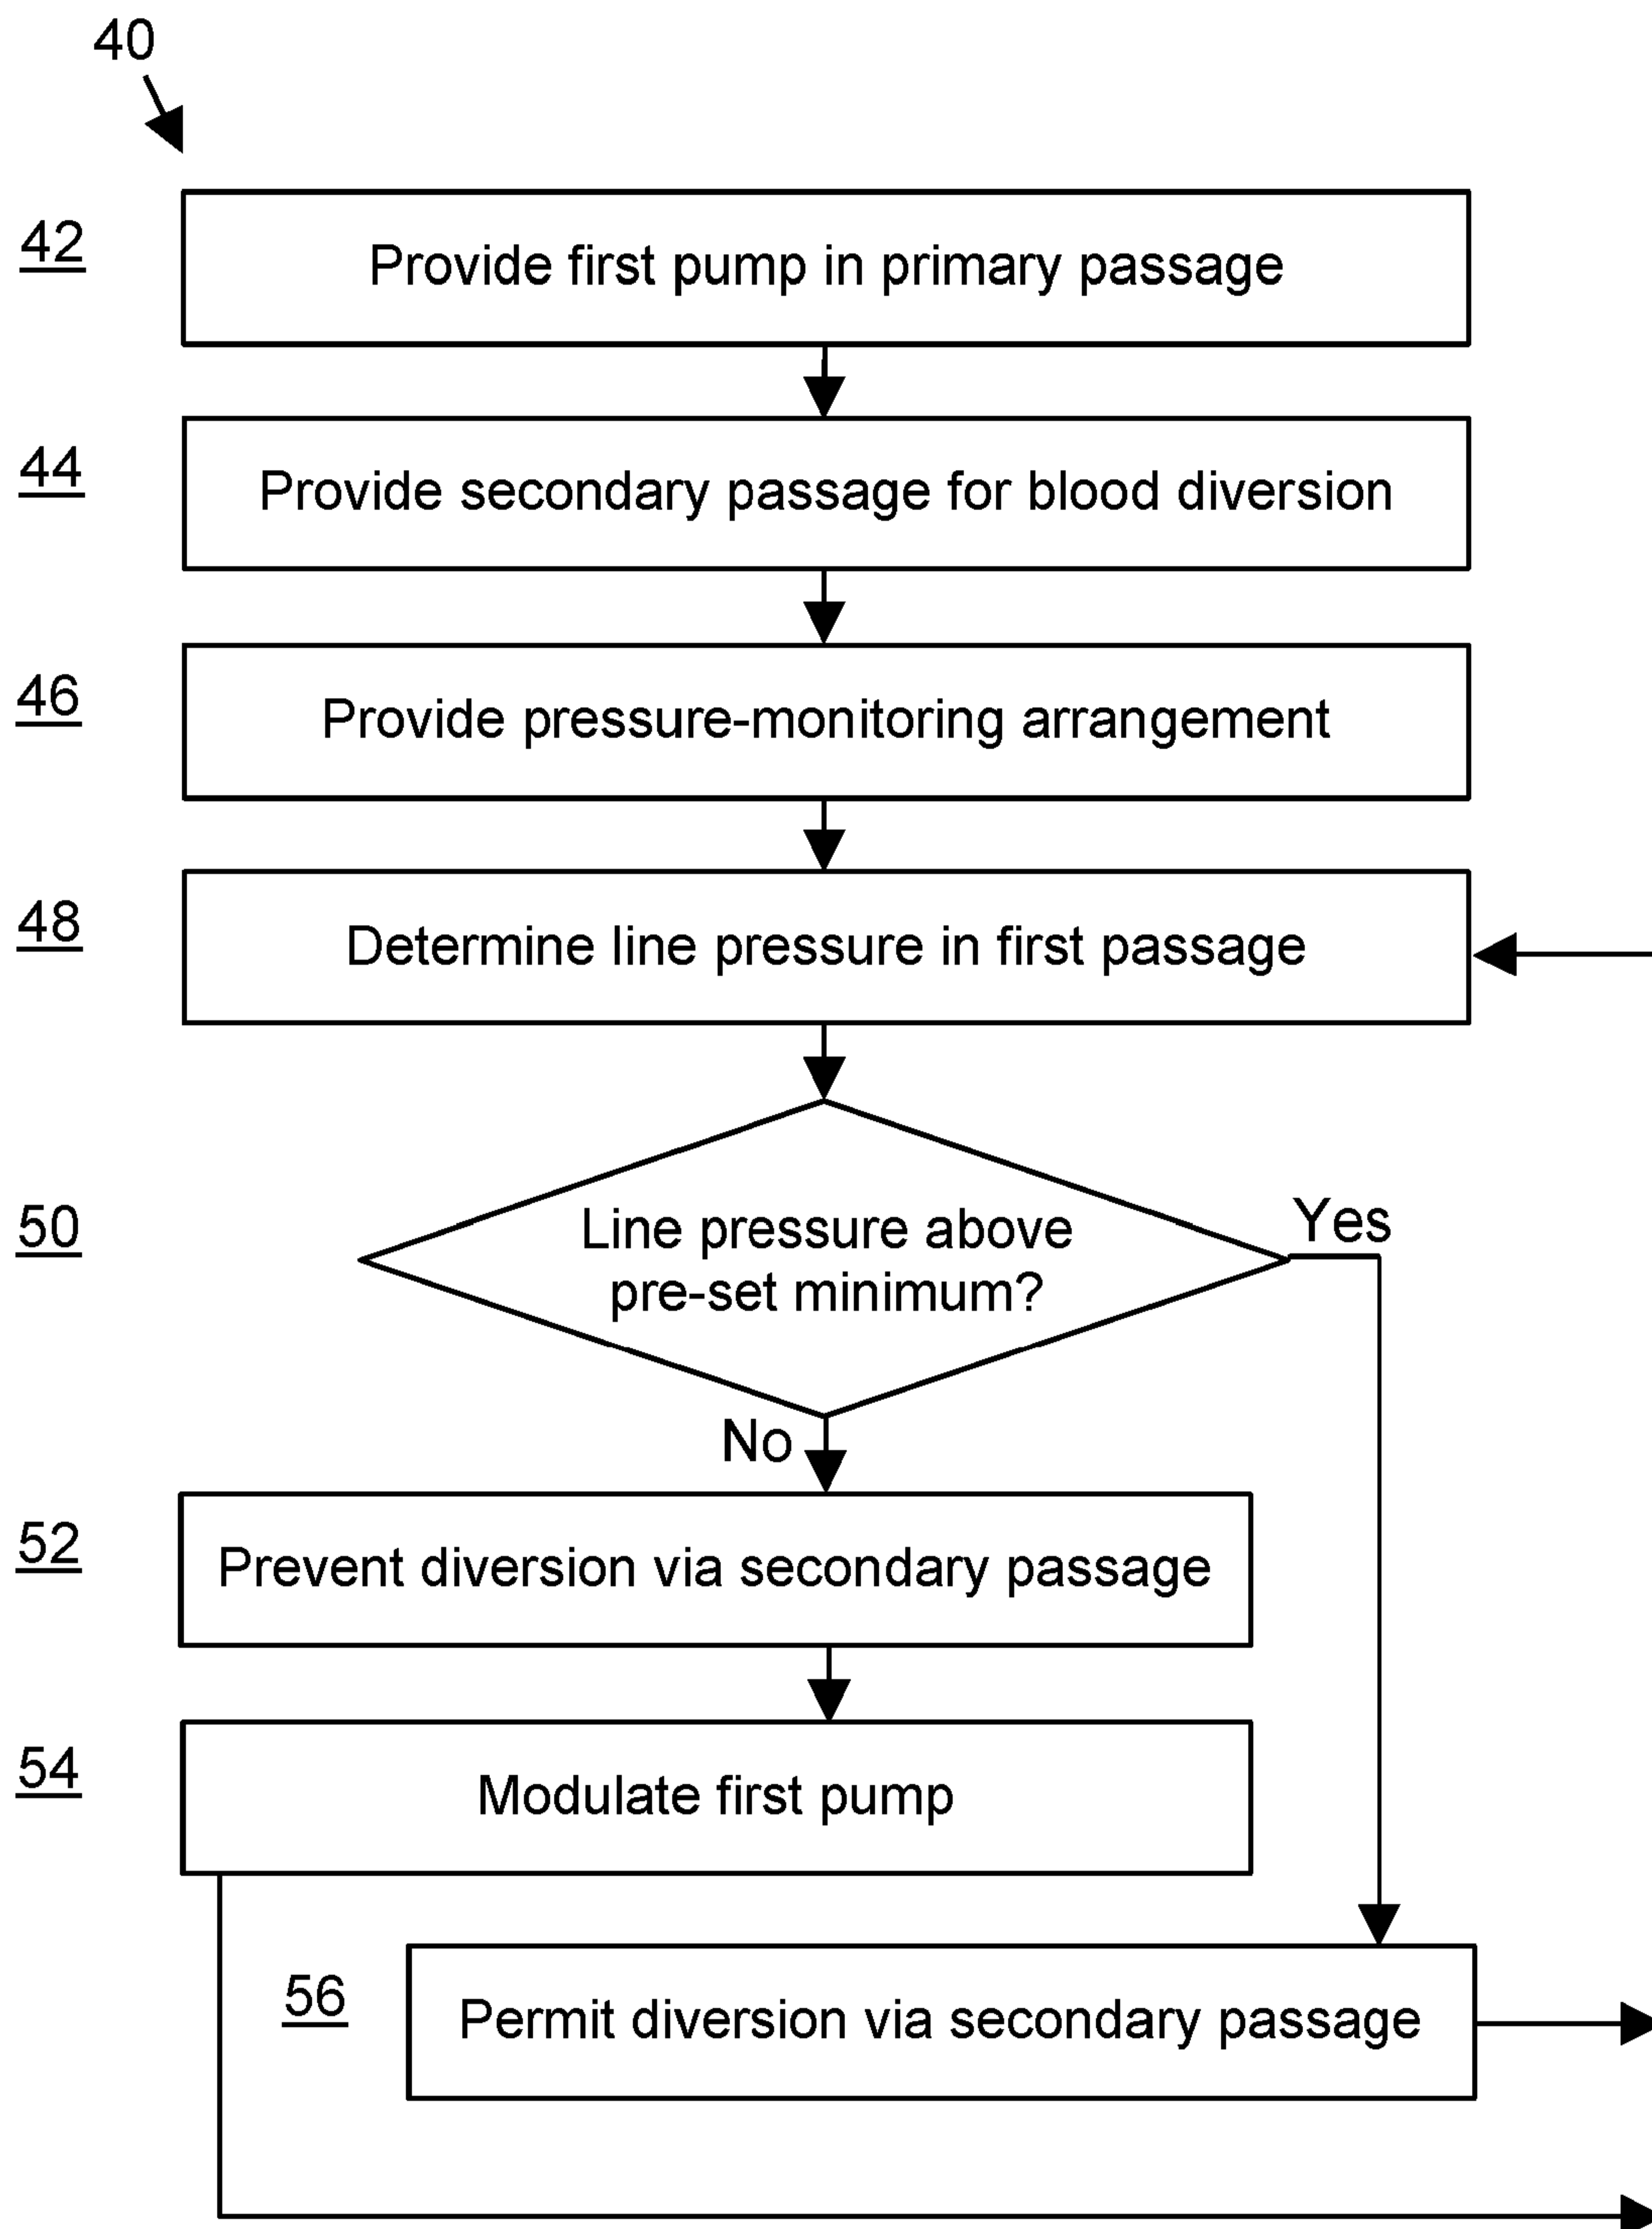 40
42
Provide first pump in primary passage
44
Provide secondary passage for blood diversion
46
Provide pressure-monitoring arrangement
48
Determine line pressure in first passage
50
Line pressure above
pre-set minimum?
Yes
No
52
Prevent diversion via secondary passage
54
Modulate first pump
56
Permit diversion via secondary passage